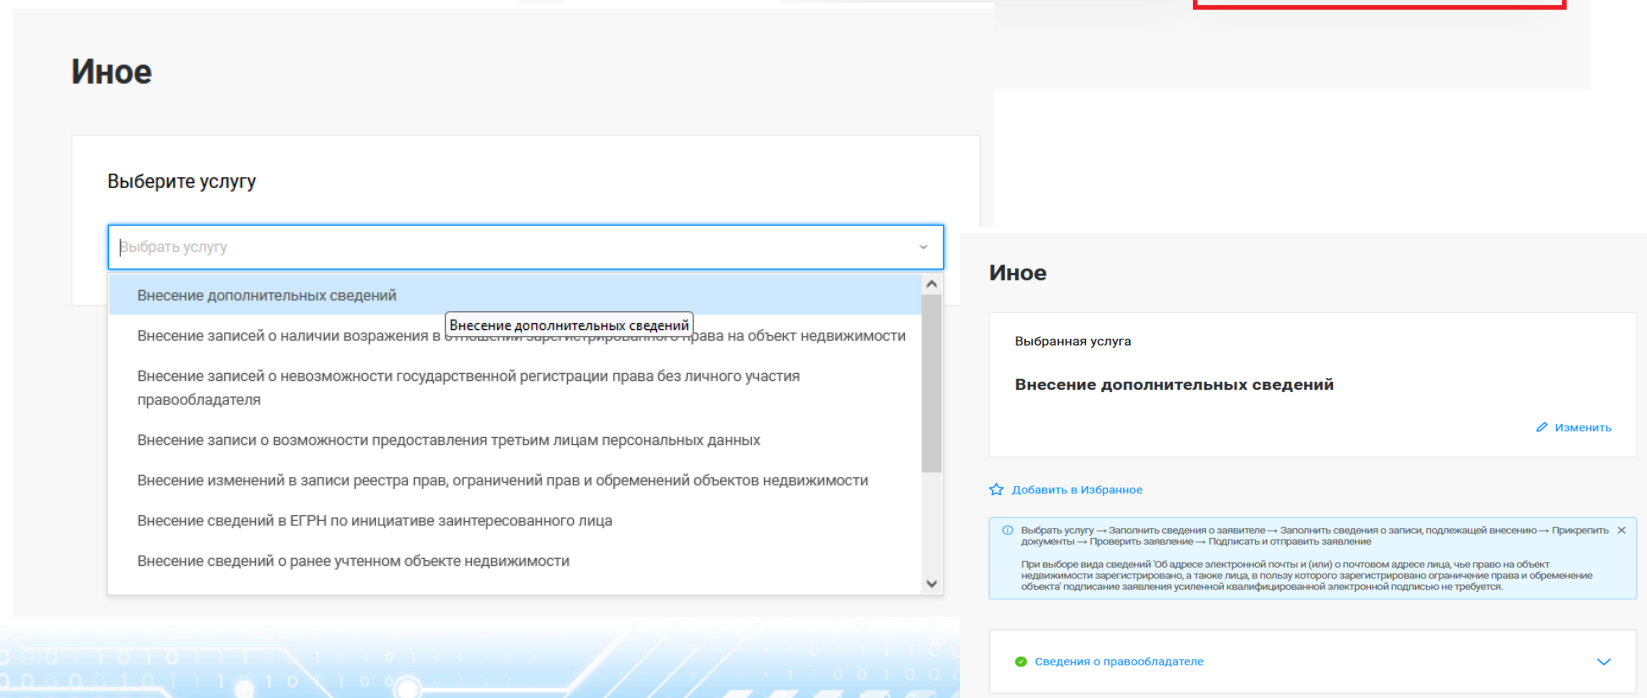 Иное
Выберите услугу
Выбрать услугу
Внесение дополнительных сведений
Внесение дополнительных сведений
Внесение записей о наличии возражения в отношении зарегистрированного права на объект недвижимости
Внесение записей о невозможности государственной регистрации права без личного участия
правообладателя
Внесение записи о возможности предоставления третьим лицам персональных данных
Внесение изменений в записи реестра прав, ограничений прав и обременений объектов недвижимости
Внесение сведений в ЕГРН по инициативе заинтересованного лица
Внесение сведений о ранее учтенном объекте недвижимости
Иное
Выбранная услуга
Внесение дополнительных сведений
Изменить
Добавить в Избранное
Выбрать услугу → Заполнить сведения о заявителе → Заполнить сведения о записи, подлежащей внесению → Прикрепить
документы → Проверить заявление → Подписать и отправить заявление
При выборе вида сведений 'Об адресе электронной почты и (или) о почтовом адресе лица, чье право на объект
недвижимости зарегистрировано, а также лица, в пользу которого зарегистрировано ограничение права и обременение
объекта' подписание заявления усиленной квалифицированной электронной подписью не требуется.
Сведения о правообладателе